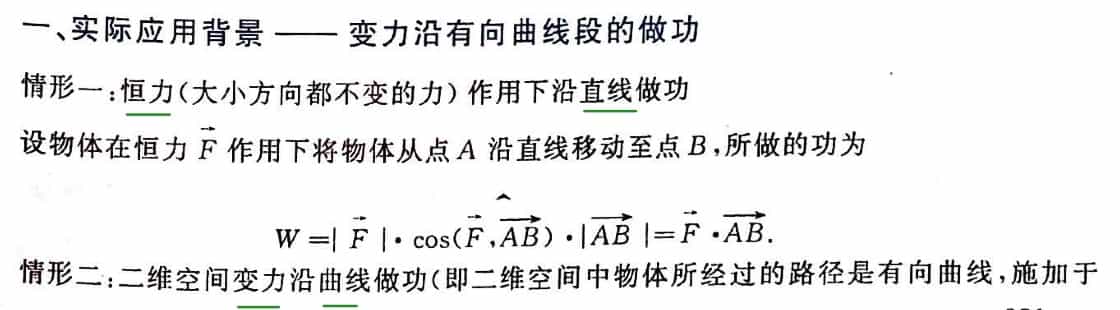 一、实际应用背景 —— 变力沿有向曲线段的做功
情形一:恒力(大小方向都不变的力)作用下沿直线做功
设物体在恒力 $\vec{F}$ 作用下将物体从点 A 沿直线移动至点 B,所做的功为
$W=|\vec{F}|\cdot\cos(\widehat{\vec{F},\overrightarrow{AB}})\cdot|\overrightarrow{AB}|=\vec{F}\cdot\overrightarrow{AB}.$
情形二:二维空间变力沿曲线做功(即二维空间中物体所经过的路径是有向曲线,施加于